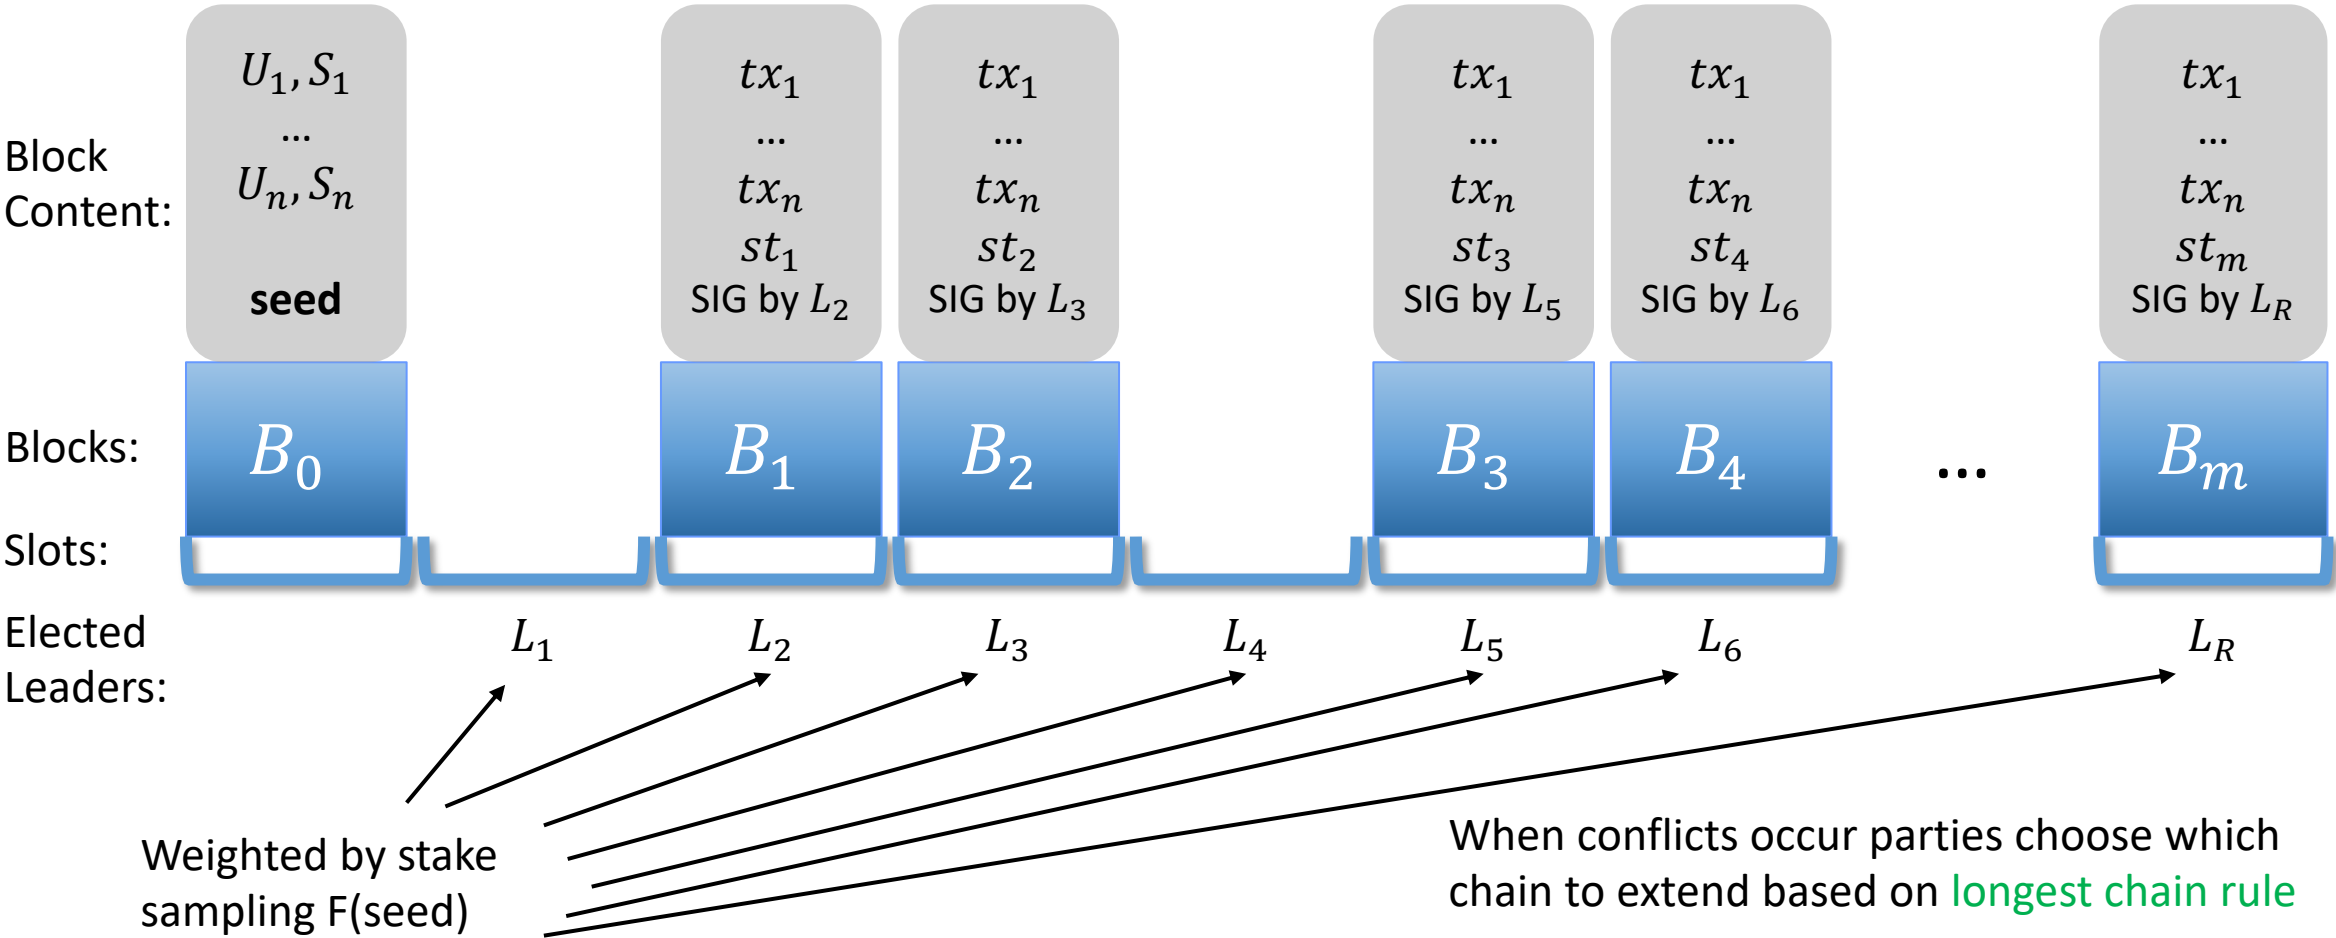 Block
Content:
U₁, S₁
...
Uₙ, Sₙ
seed
tx₁
...
txₙ
st₁
SIG by L₂
tx₁
...
txₙ
st₂
SIG by L₃
tx₁
...
txₙ
st₃
SIG by L₅
tx₁
...
txₙ
st₄
SIG by L₆
tx₁
...
txₙ
stₘ
SIG by L_R
Blocks:
B₀
B₁
B₂
B₃
B₄
...
Bₘ
Slots:
Elected
Leaders:
L₁
L₂
L₃
L₄
L₅
L₆
L_R
Weighted by stake
sampling F(seed)
When conflicts occur parties choose which
chain to extend based on longest chain rule